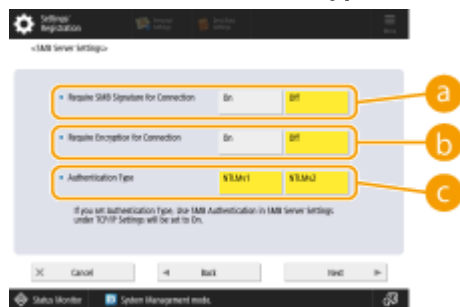 Settings/
Registration
Menu
<SMB Server Settings>
Require SMB Signature for Connection On Off
a
Require Encryption for Connection On Off
b
Authentication Type NTLMv1 NTLMv2
c
If you set Authentication Type, Use SMB Authentication in SMB Server Settings
under TCP/IP Settings will be set to On.
Cancel Back Next
Status Monitor System Management mode.